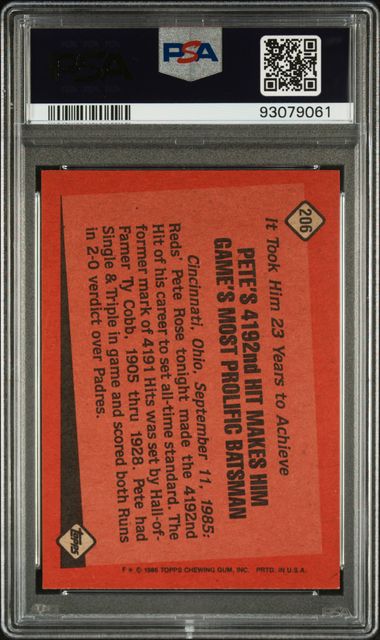 PSA
PSA
93079061
206
It Took Him 23 Years to Achieve
PETE'S 4192nd HIT MAKES HIM
GAME'S MOST PROLIFIC BATSMAN
Cincinnati, Ohio, September 11, 1985:
Reds' Pete Rose tonight made the 4192nd
Hit of his career to set all-time standard. The
former mark of 4191 Hits was set by Hall-of-
Famer Ty Cobb, 1905 thru 1928. Pete had
Single & Triple in game and scored both Runs
in 2-0 verdict over Padres.
Topps
F* © 1986 TOPPS CHEWING GUM, INC. PRTD. IN U.S.A.